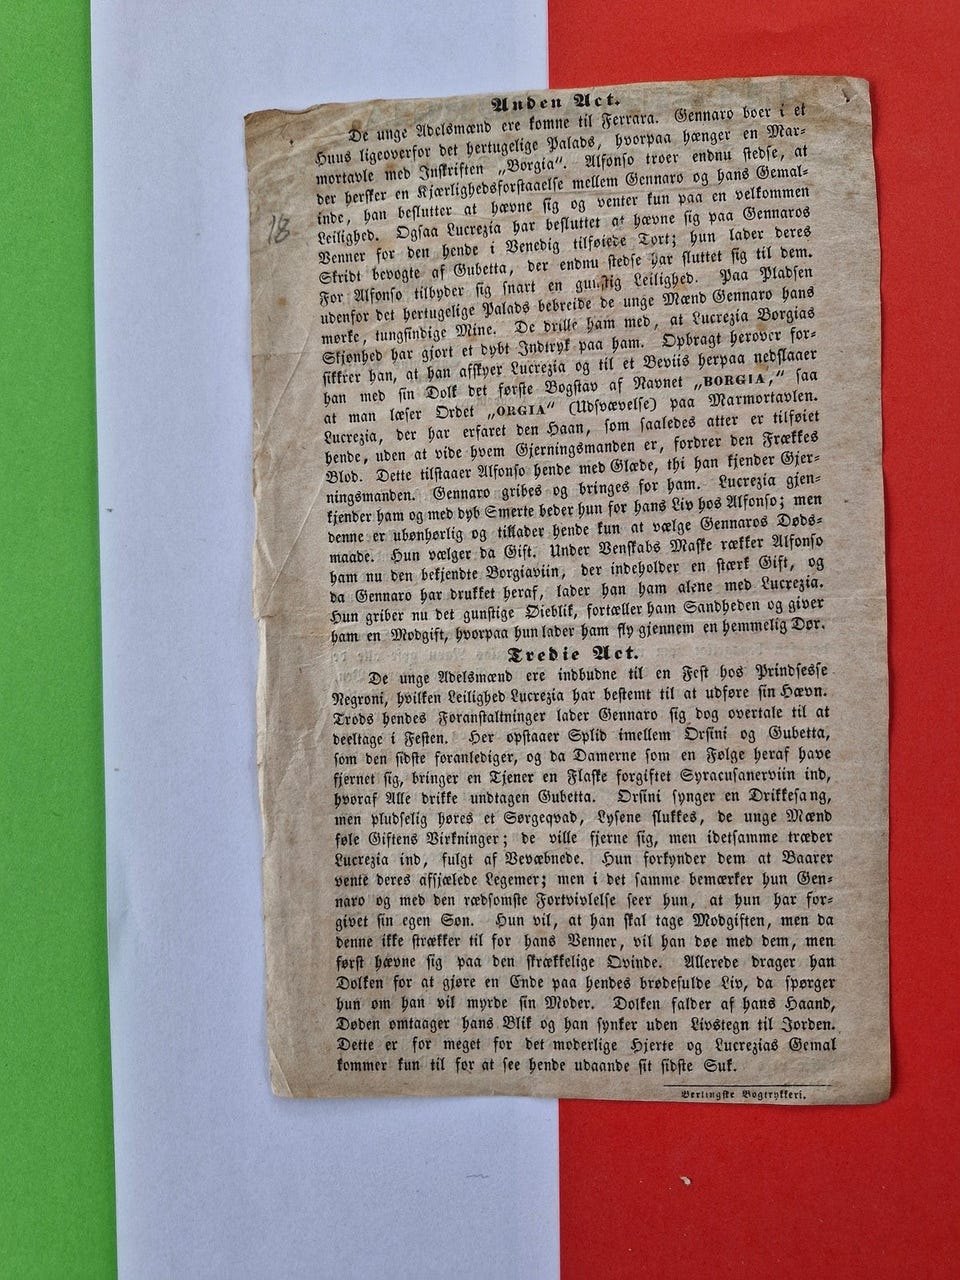 Anden Act.
De unge Adelsmænd ere komne til Ferrara. Gennaro boer i et
Huus ligeoverfor det hertugelige Palads, hvorpaa hænger en Mar-
mortavle med Inskriften „Borgia“. Alfonso troer endnu stedse, at
der hersker en Kjærlighedsforstaaelse mellem Gennaro og hans Gemal-
inde, han beslutter at hævne sig og venter kun paa en velkommen
Leilighed. Ogsaa Lucrezia har besluttet at hævne sig paa Gennaros
Venner for den hende i Venedig tilføiede Tort; hun lader deres
Skridt bevogte af Gubetta, der endnu stedse har sluttet sig til dem.
For Alfonso tilbyder sig snart en gunstig Leilighed. Paa Pladsen
udenfor det hertugelige Palads bebreide de unge Mænd Gennaro hans
mørke, tungsindige Mine. De drille ham med, at Lucrezia Borgias
Skjønhed har gjort et dybt Indtryk paa ham. Opbragt herover for-
sikkrer han, at han afskyer Lucrezia og til et Beviis herpaa nedslaaer
han med sin Dolk det første Bogstav af Navnet „BORGIA,“ saa
at man læser Ordet „ORGIA“ (Udsvævelse) paa Marmortavlen.
Lucrezia, der har erfaret den Haan, som saaledes atter er tilføiet
hende, uden at vide hvem Gjerningsmanden er, fordrer den Frækkes
Blod. Dette tilstaaer Alfonso hende med Glæde, thi han kjender Gjer-
ningsmanden. Gennaro gribes og bringes for ham. Lucrezia gjen-
kjender ham og med dyb Smerte beder hun for hans Liv hos Alfonso; men
denne er ubønhørlig og tillader hende kun at vælge Gennaros Døds-
maade. Hun vælger da Gift. Under Venskabs Maske rækker Alfonso
ham nu den bekjendte Borgiaviin, der indeholder en stærk Gift, og
da Gennaro har drukket heraf, lader han ham alene med Lucrezia.
Hun griber nu det gunstige Øieblik, fortæller ham Sandheden og giver
ham en Modgift, hvorpaa hun lader ham fly gjennem en hemmelig Dør.
Tredie Act.
De unge Adelsmænd ere indbudne til en Fest hos Prindsesse
Negroni, hvilken Leilighed Lucrezia har bestemt til at udføre sin Hævn.
Trods hendes Foranstaltninger lader Gennaro sig dog overtale til at
deeltage i Festen. Her opstaaer Splid imellem Orsini og Gubetta,
som den sidste foranlediger, og da Damerne som en Følge heraf have
fjernet sig, bringer en Tjener en Flaske forgiftet Syracusanerviin ind,
hvoraf Alle drikke undtagen Gubetta. Orsini synger en Drikkesang,
men pludselig høres et Sørgeqvad, Lysene slukkes, de unge Mænd
føle Giftens Virkninger; de ville fjerne sig, men idetsamme træder
Lucrezia ind, fulgt af Bevæbnede. Hun forkynder dem at Baarer
vente deres afsjælede Legemer; men i det samme bemærker hun Gen-
naro og med den rædsomste Fortvivlelse seer hun, at hun har for-
givet sin egen Søn. Hun vil, at han skal tage Modgiften, men da
denne ikke strækker til for hans Venner, vil han døe med dem, men
først hævne sig paa den skrækkelige Qvinde. Allerede drager han
Dolken for at gjøre en Ende paa hendes brødefulde Liv, da spørger
hun om han vil myrde sin Moder. Dolken falder af hans Haand,
Døden omtaager hans Blik og han synker uden Livstegn til Jorden.
Dette er for meget for det moderlige Hjerte og Lucrezias Gemal
kommer kun til for at see hende udaande sit sidste Suk.
Berlingske Bogtrykkeri.
18